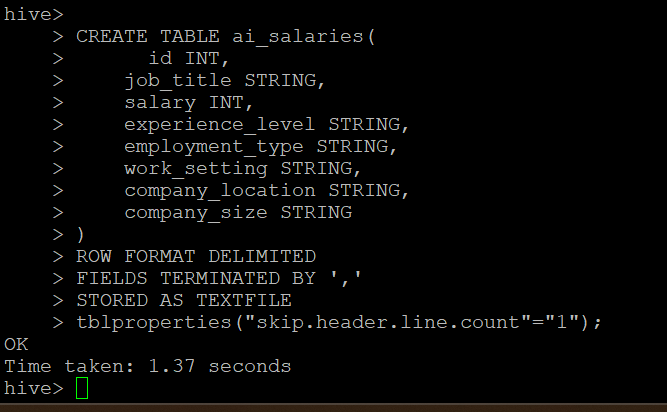 hive>
    > CREATE TABLE ai_salaries(
    >       id INT,
    >     job_title STRING,
    >     salary INT,
    >     experience_level STRING,
    >     employment_type STRING,
    >     work_setting STRING,
    >     company_location STRING,
    >     company_size STRING
    > )
    > ROW FORMAT DELIMITED
    > FIELDS TERMINATED BY ','
    > STORED AS TEXTFILE
    > tblproperties("skip.header.line.count"="1");
OK
Time taken: 1.37 seconds
hive>